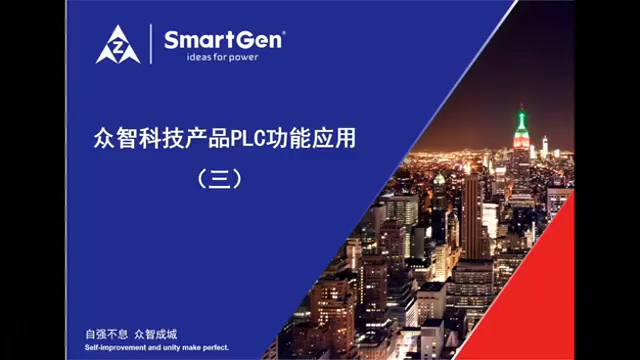 Z
SmartGen®
ideas for power
众智科技产品PLC功能应用
（三）
自强不息 众智成城
Self-improvement and unity make perfect.